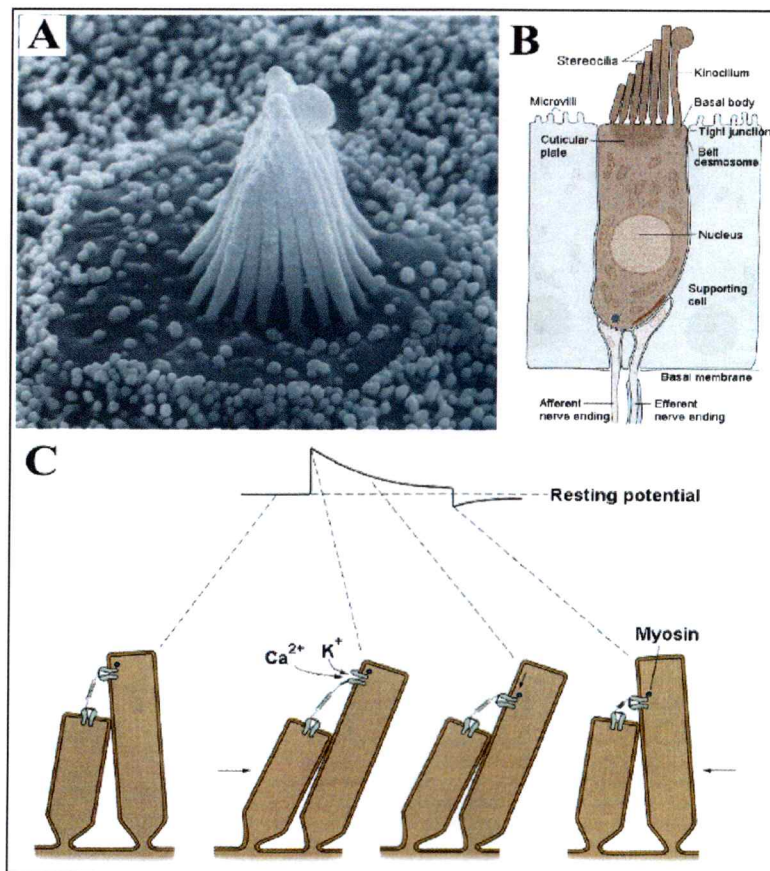 A
B
Stereocilia
Kinocilium
Microvilli
Basal body
Tight junction
Cuticular
plate
Belt
desmosome
Nucleus
Supporting
cell
Basal membrane
Afferent
nerve ending
Efferent
nerve ending
C
Resting potential
Ca2+
K+
Myosin